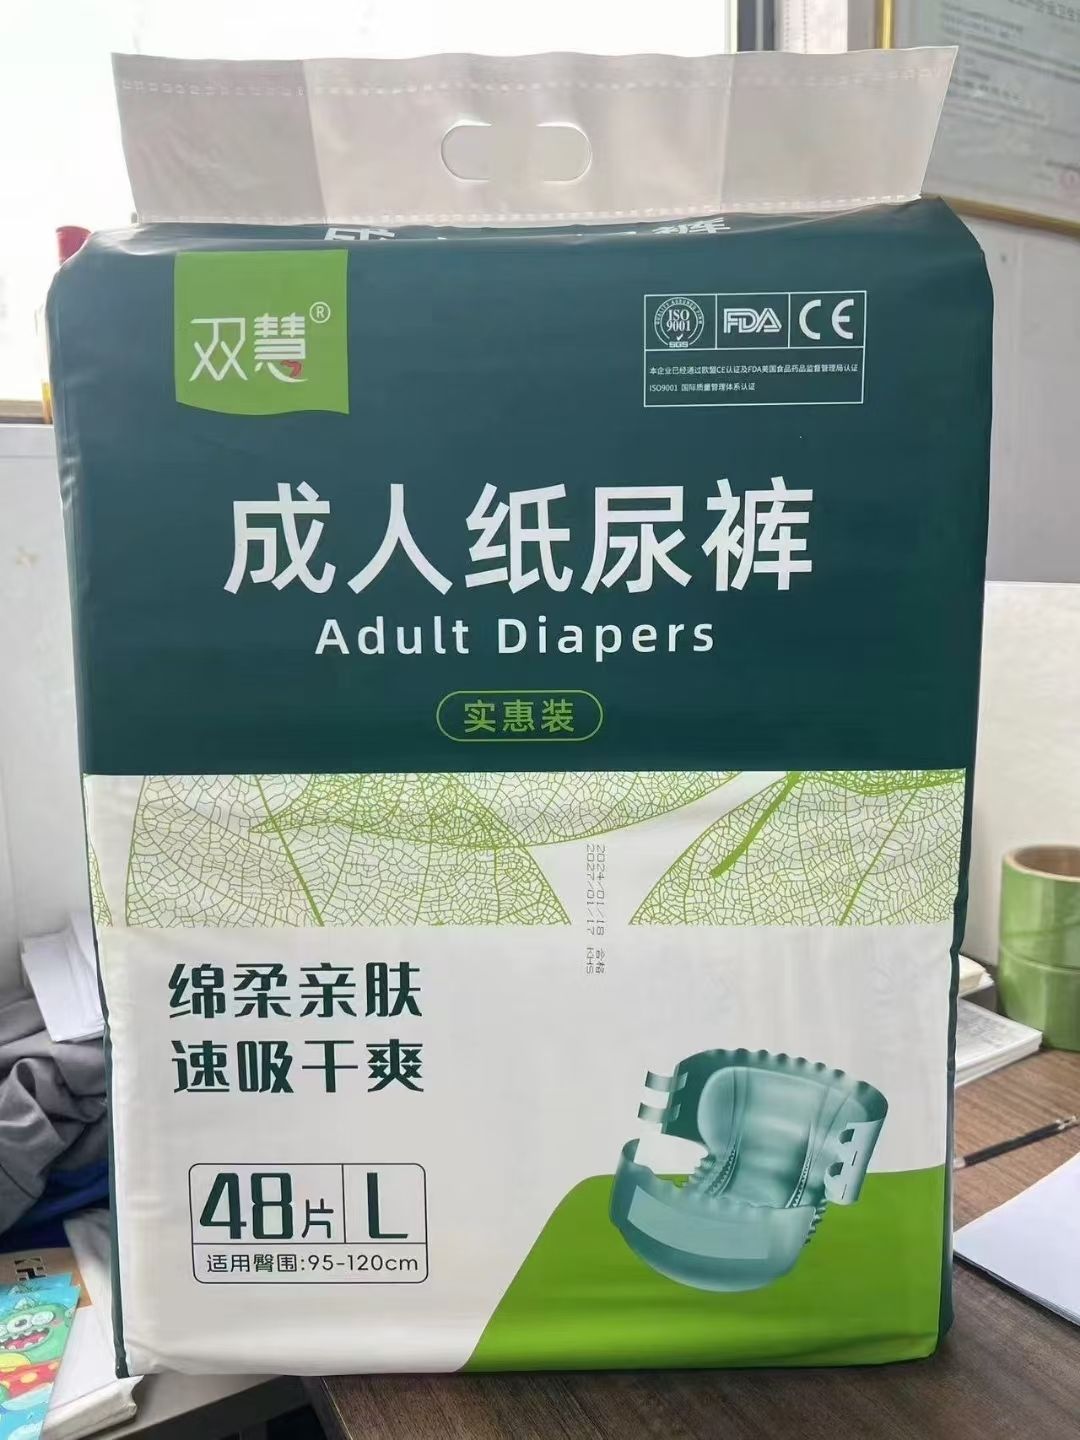 双慧®
ISO
9001
SGS
FDA
CE
本企业已经通过欧盟CE认证及FDA美国食品药品监督管理局认证
ISO9001 国际质量管理体系认证
成人纸尿裤
Adult Diapers
实惠装
2024/01/18 合格
2027/01/17 KHS
绵柔亲肤
速吸干爽
48片 L
适用臀围:95-120cm